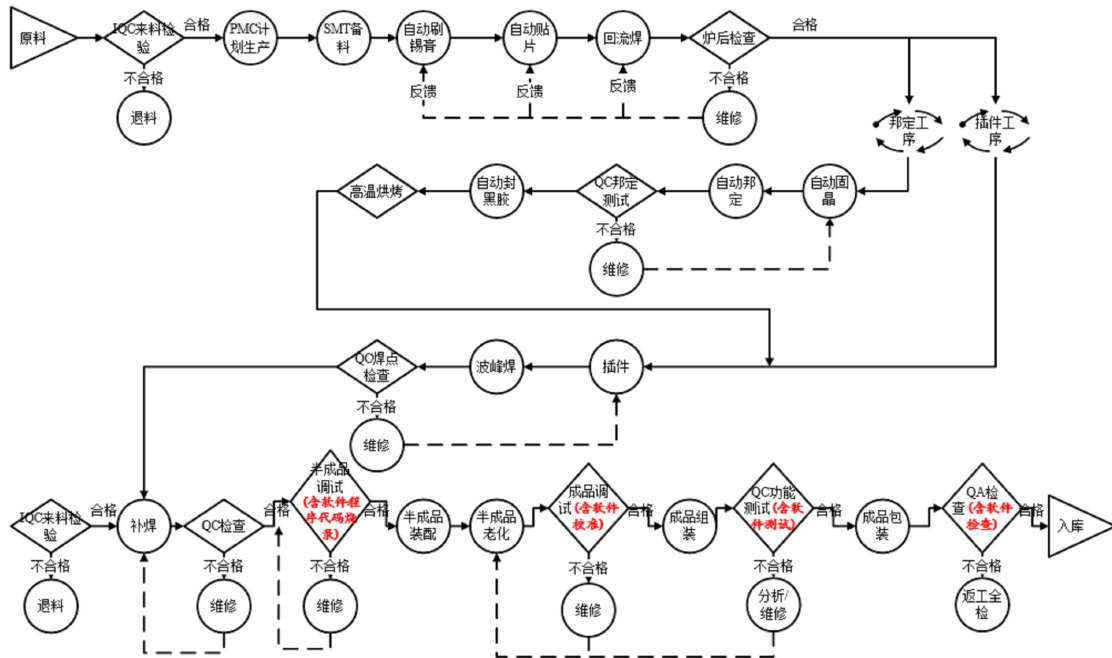 原料
IQC来料检
验
合格
PMC计
划生产
SMT备
料
自动刷
锡膏
自动贴
片
回流焊
炉后检查
合格
不合格
退料
反馈
反馈
反馈
不合格
维修
邦定工
序
插件工
序
高温烘烤
自动封
黑胶
QC邦定
测试
自动邦
定
自动固
晶
不合格
维修
QO焊点
检查
波峰焊
插件
不合格
维修
IQC来料检
验
合格
补焊
QC检查
合格
半成品
调试
(含软件程
序代码烧
录)
合格
半成品
装配
半成品
老化
成品调
试(含软件
校准)
合格
成品组
装
QC功能
测试(含软
件测试)
合格
成品包
装
QA检
查(含软件
检查)
合格
入库
不合格
退料
不合格
维修
不合格
维修
不合格
维修
不合格
分析/
维修
不合格
返工全
检